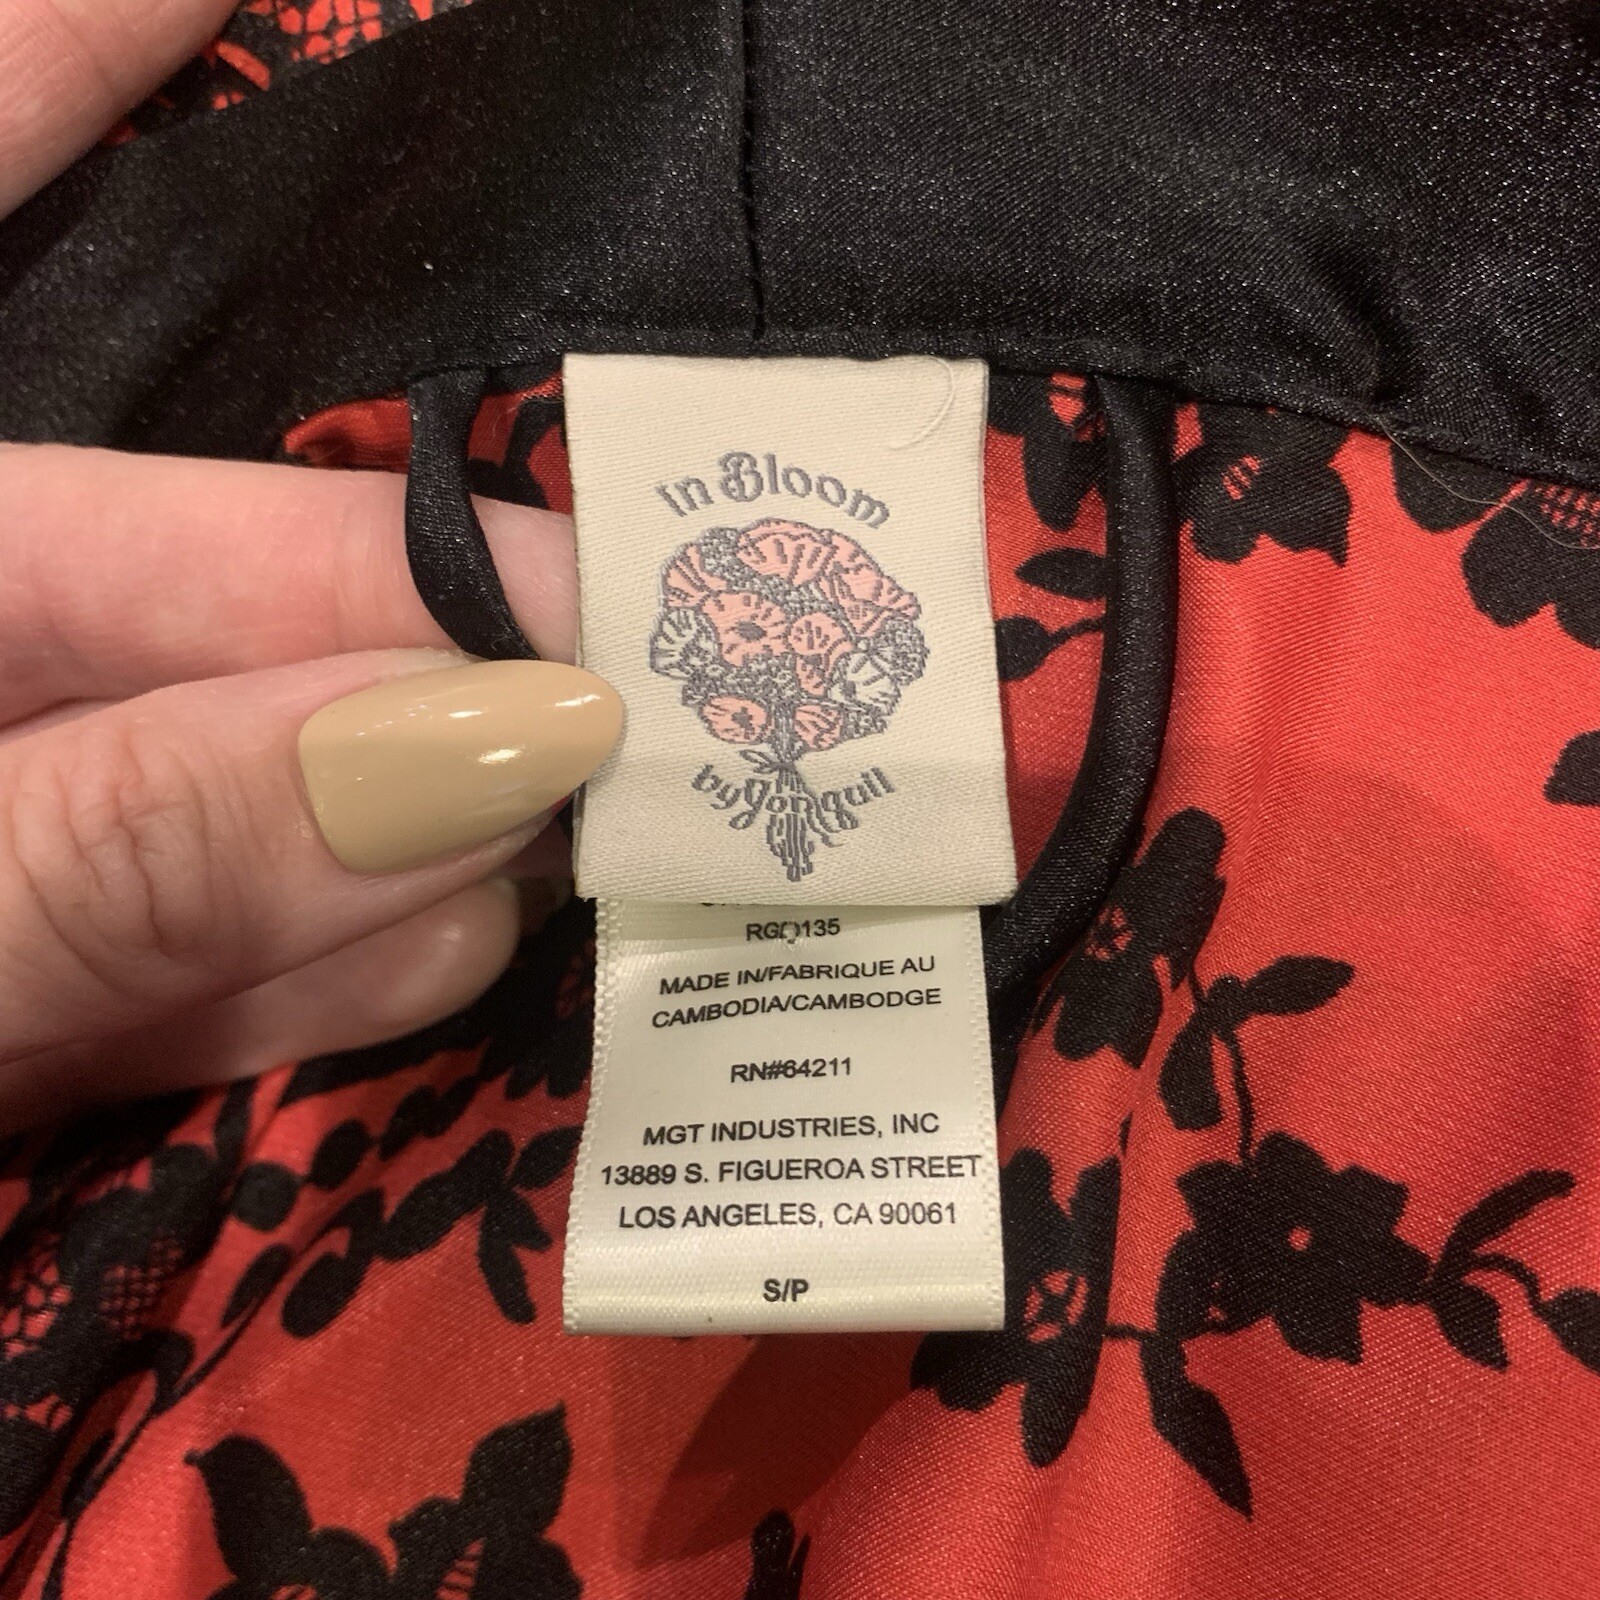 In Bloom
by Jonquil
135
MADE IN/FABRIQUE AU
CAMBODIA/CAMBODGE
RN#64211
MGT INDUSTRIES, INC
13889 S. FIGUEROA STREET
LOS ANGELES, CA 90061
S/P